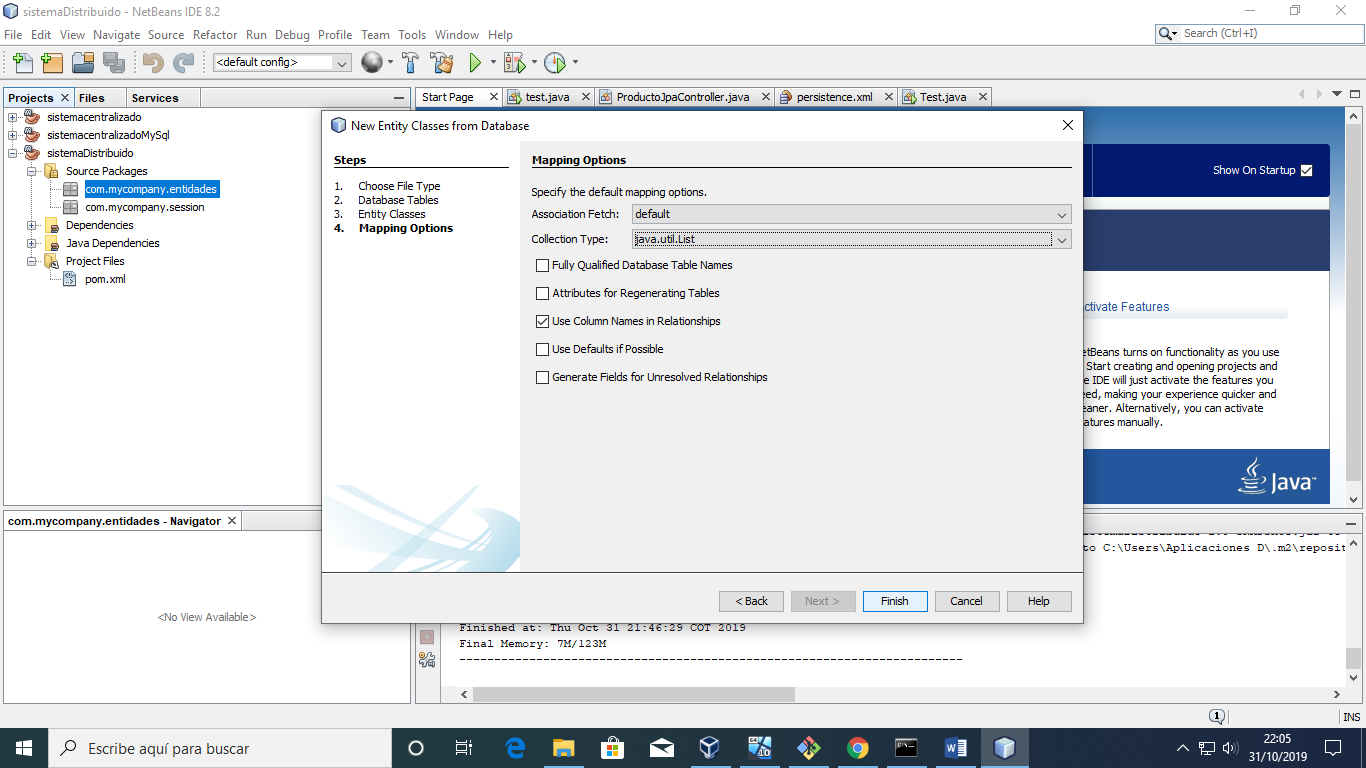 sistemaDistribuido - NetBeans IDE 8.2
File Edit View Navigate Source Refactor Run Debug Profile Team Tools Window Help
Search (Ctrl+I)
<default config>
Projects Files Services
Start Page test.java ProductoJpaController.java persistence.xml Test.java
sistemacentralizado
sistemacentralizadoMySql
sistemaDistribuido
Source Packages
com.mycompany.entidades
com.mycompany.session
Dependencies
Java Dependencies
Project Files
pom.xml
New Entity Classes from Database
Steps
1. Choose File Type
2. Database Tables
3. Entity Classes
4. Mapping Options
Mapping Options
Specify the default mapping options.
Association Fetch: default
Collection Type: java.util.List
Fully Qualified Database Table Names
Attributes for Regenerating Tables
Use Column Names in Relationships
Use Defaults if Possible
Generate Fields for Unresolved Relationships
< Back Next > Finish Cancel Help
Show On Startup
ctivate Features
etBeans turns on functionality as you use
Start creating and opening projects and
e IDE will just activate the features you
eed, making your experience quicker and
eaner. Alternatively, you can activate
atures manually.
Java
com.mycompany.entidades - Navigator
<No View Available>
to C:\Users\Aplicaciones D\.m2\reposit
Finished at: Thu Oct 31 21:46:29 COT 2019
Final Memory: 7M/123M
------------------------------------------------------------------------
1
INS
Escribe aquí para buscar
10
22:05
31/10/2019